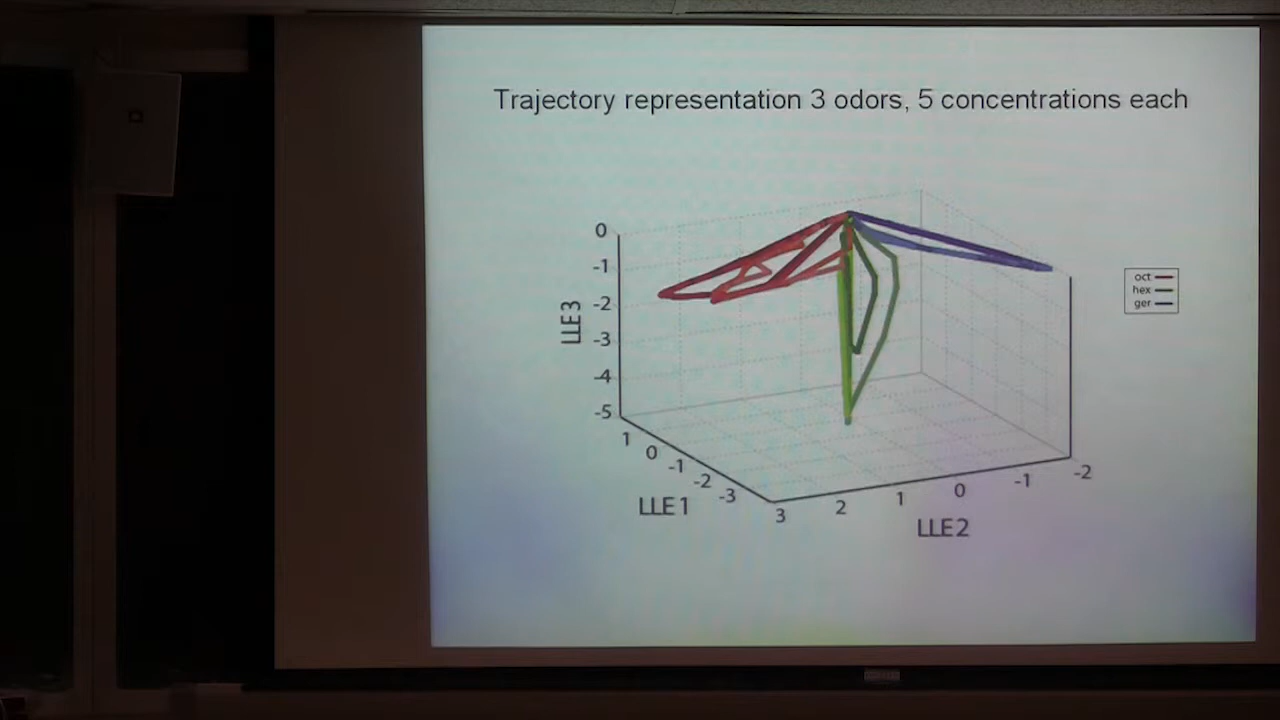 Trajectory representation 3 odors, 5 concentrations each
0
-1
-2
-3
-4
-5
LLE3
1
0
-1
-2
-3
LLE1
3
2
1
0
-1
-2
LLE2
oct
hex
ger